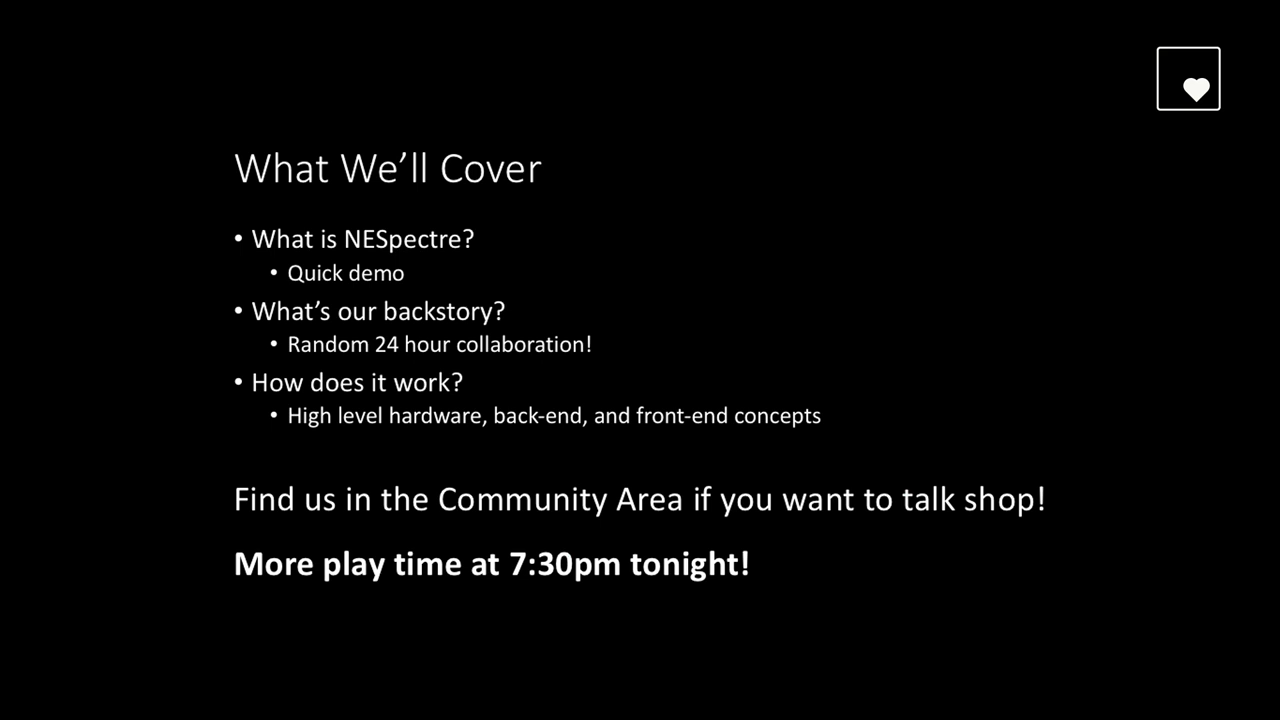 What We’ll Cover
• What is NESpectre?
• Quick demo
• What’s our backstory?
• Random 24 hour collaboration!
• How does it work?
• High level hardware, back-end, and front-end concepts
Find us in the Community Area if you want to talk shop!
More play time at 7:30pm tonight!